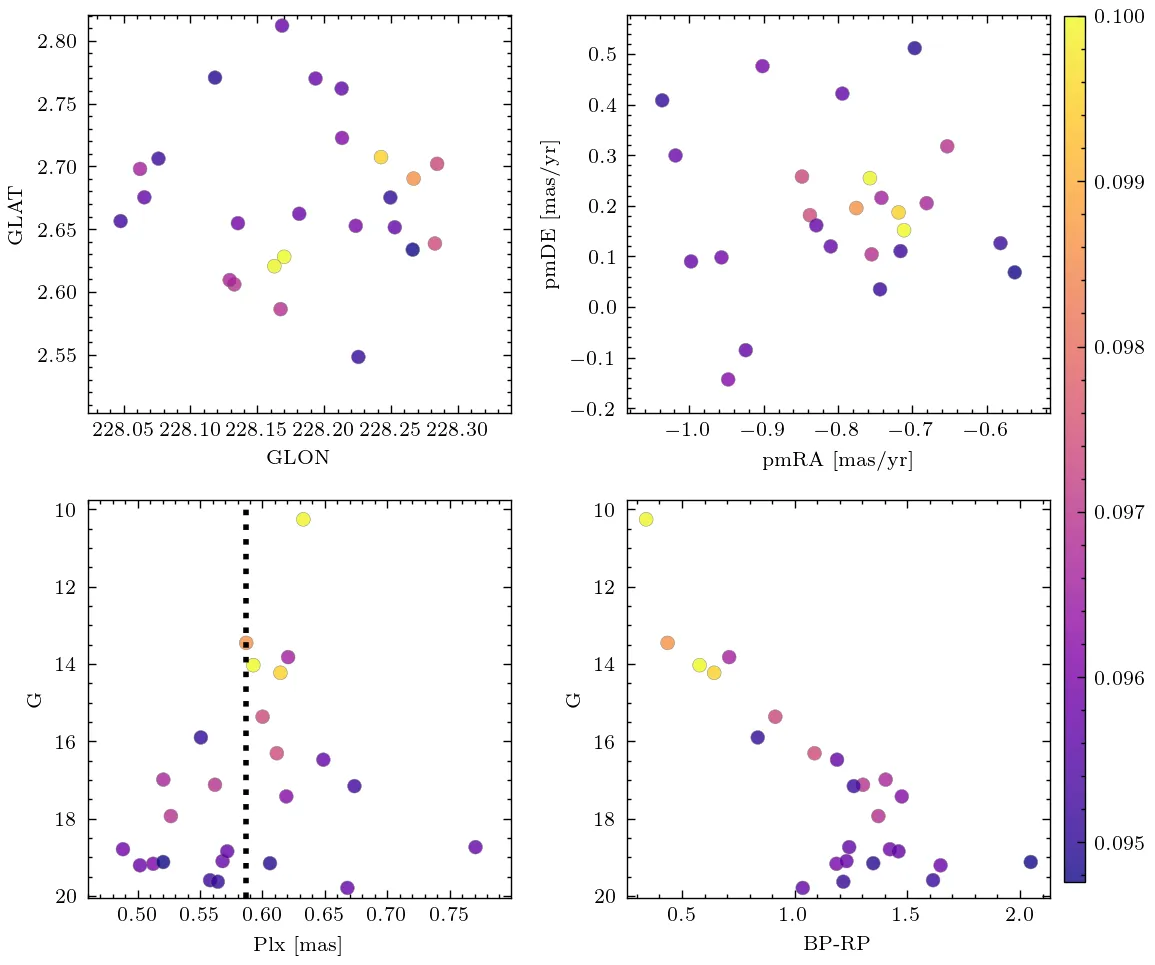 2.80
2.75
2.70
2.65
2.60
2.55
GLAT
228.05 228.10 228.15 228.20 228.25 228.30
GLON
0.5
0.4
0.3
0.2
0.1
0.0
−0.1
−0.2
pmDE [mas/yr]
−1.0 −0.9 −0.8 −0.7 −0.6
pmRA [mas/yr]
10
12
14
16
18
20
G
0.50 0.55 0.60 0.65 0.70 0.75
Plx [mas]
10
12
14
16
18
20
G
0.5 1.0 1.5 2.0
BP-RP
0.100
0.099
0.098
0.097
0.096
0.095